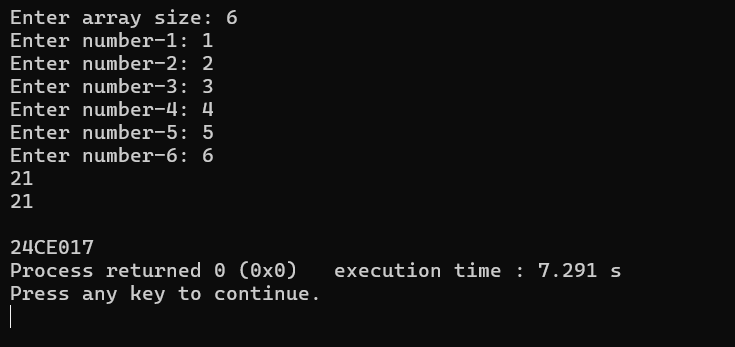 Enter array size: 6
Enter number-1: 1
Enter number-2: 2
Enter number-3: 3
Enter number-4: 4
Enter number-5: 5
Enter number-6: 6
21
21

24CE017
Process returned 0 (0x0)   execution time : 7.291 s
Press any key to continue.